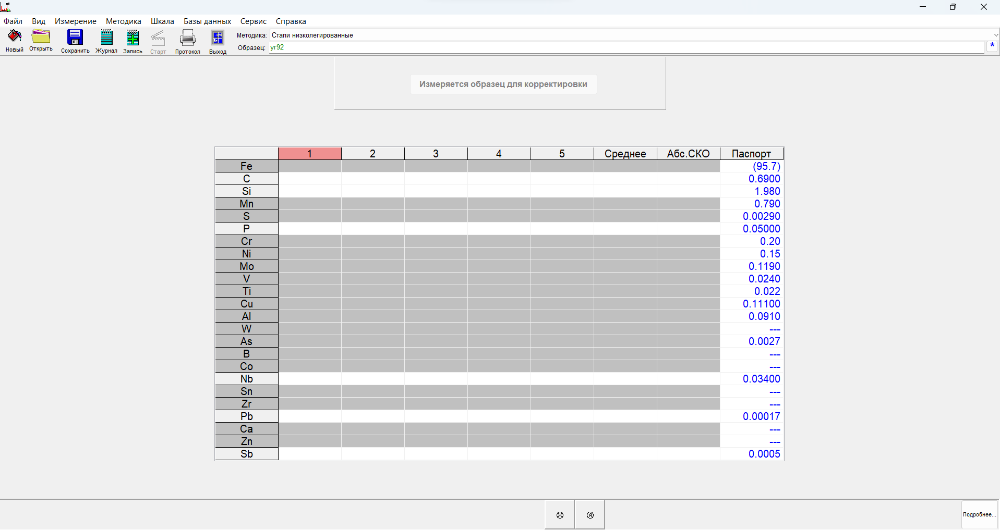 Файл Вид Измерение Методика Шкала Базы данных Сервис Справка
Новый Открыть Сохранить Журнал Запись Старт Протокол Выход
Методика: Стали низколегированные
Образец: уг92 *
Измеряется образец для корректировки
1 2 3 4 5 Среднее Абс.СКО Паспорт
Fe (95.7)
C 0.6900
Si 1.980
Mn 0.790
S 0.00290
P 0.05000
Cr 0.20
Ni 0.15
Mo 0.1190
V 0.0240
Ti 0.022
Cu 0.11100
Al 0.0910
W ---
As 0.0027
B ---
Co ---
Nb 0.03400
Sn ---
Zr ---
Pb 0.00017
Ca ---
Zn ---
Sb 0.0005
Ж Я
Подробнее...